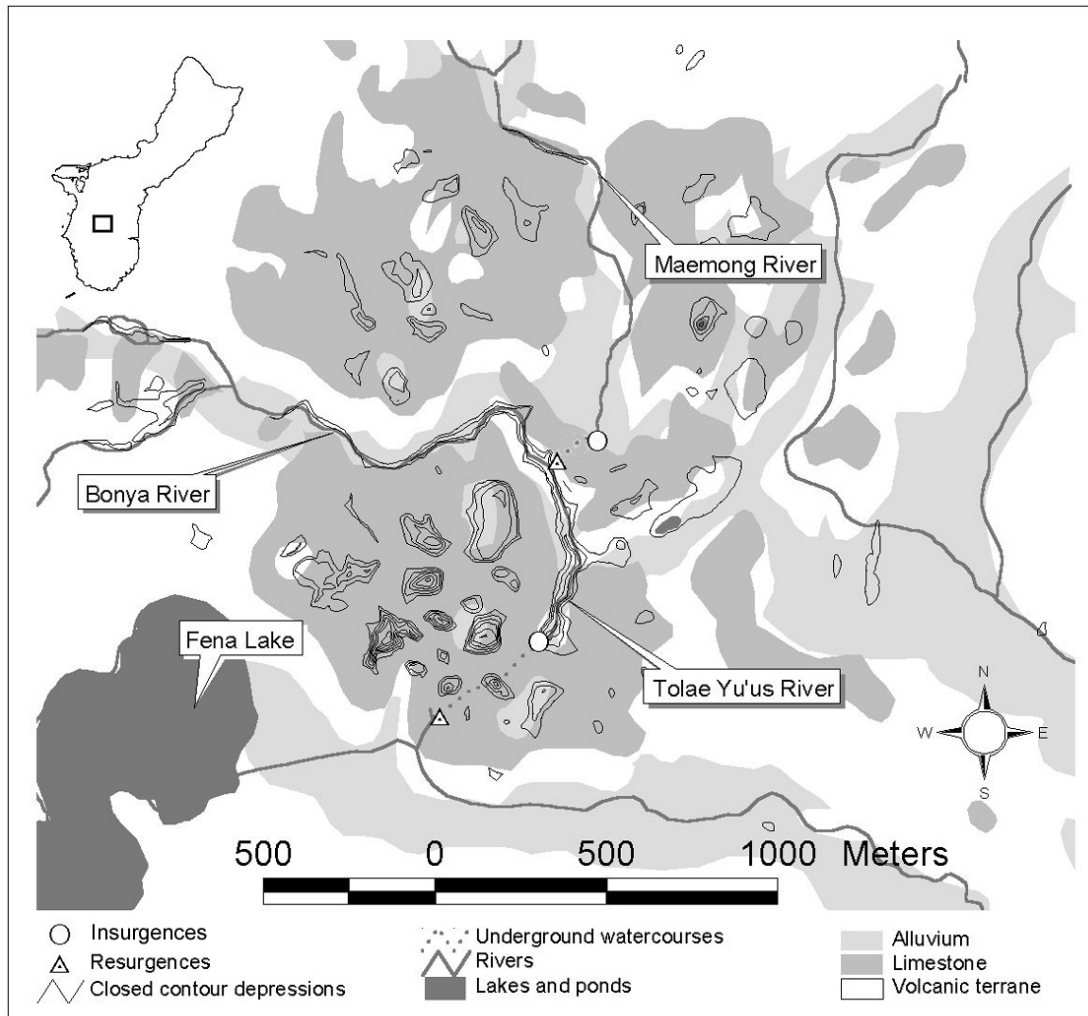 Maemong River
Bonya River
Fena Lake
Tolae Yu'us River
N
W E
S
500 0 500 1000 Meters
Insurgences
Resurgences
Closed contour depressions
Underground watercourses
Rivers
Lakes and ponds
Alluvium
Limestone
Volcanic terrane